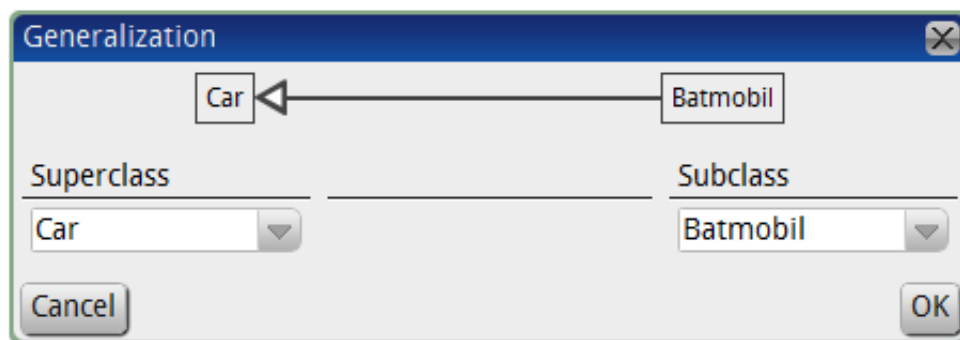 Generalization
Car Batmobil
Superclass Subclass
Car Batmobil
Cancel OK